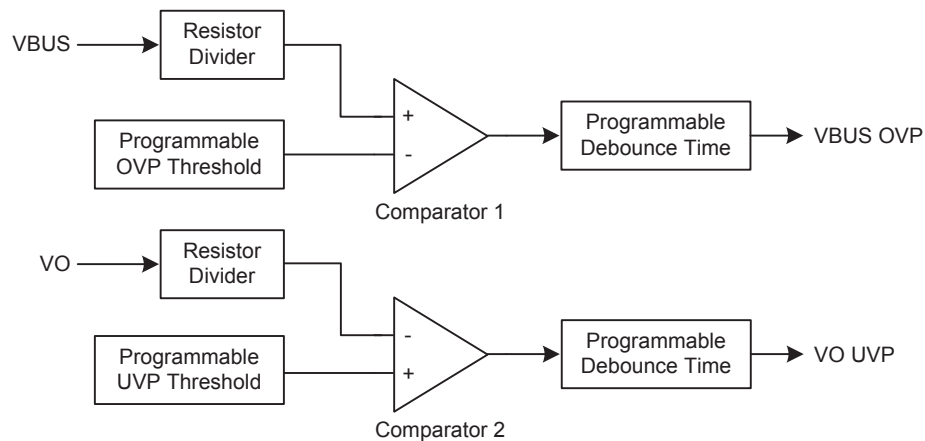 VBUS
Resistor
Divider
Programmable
OVP Threshold
+
-
Comparator 1
Programmable
Debounce Time
VBUS OVP
VO
Resistor
Divider
Programmable
UVP Threshold
-
+
Comparator 2
Programmable
Debounce Time
VO UVP